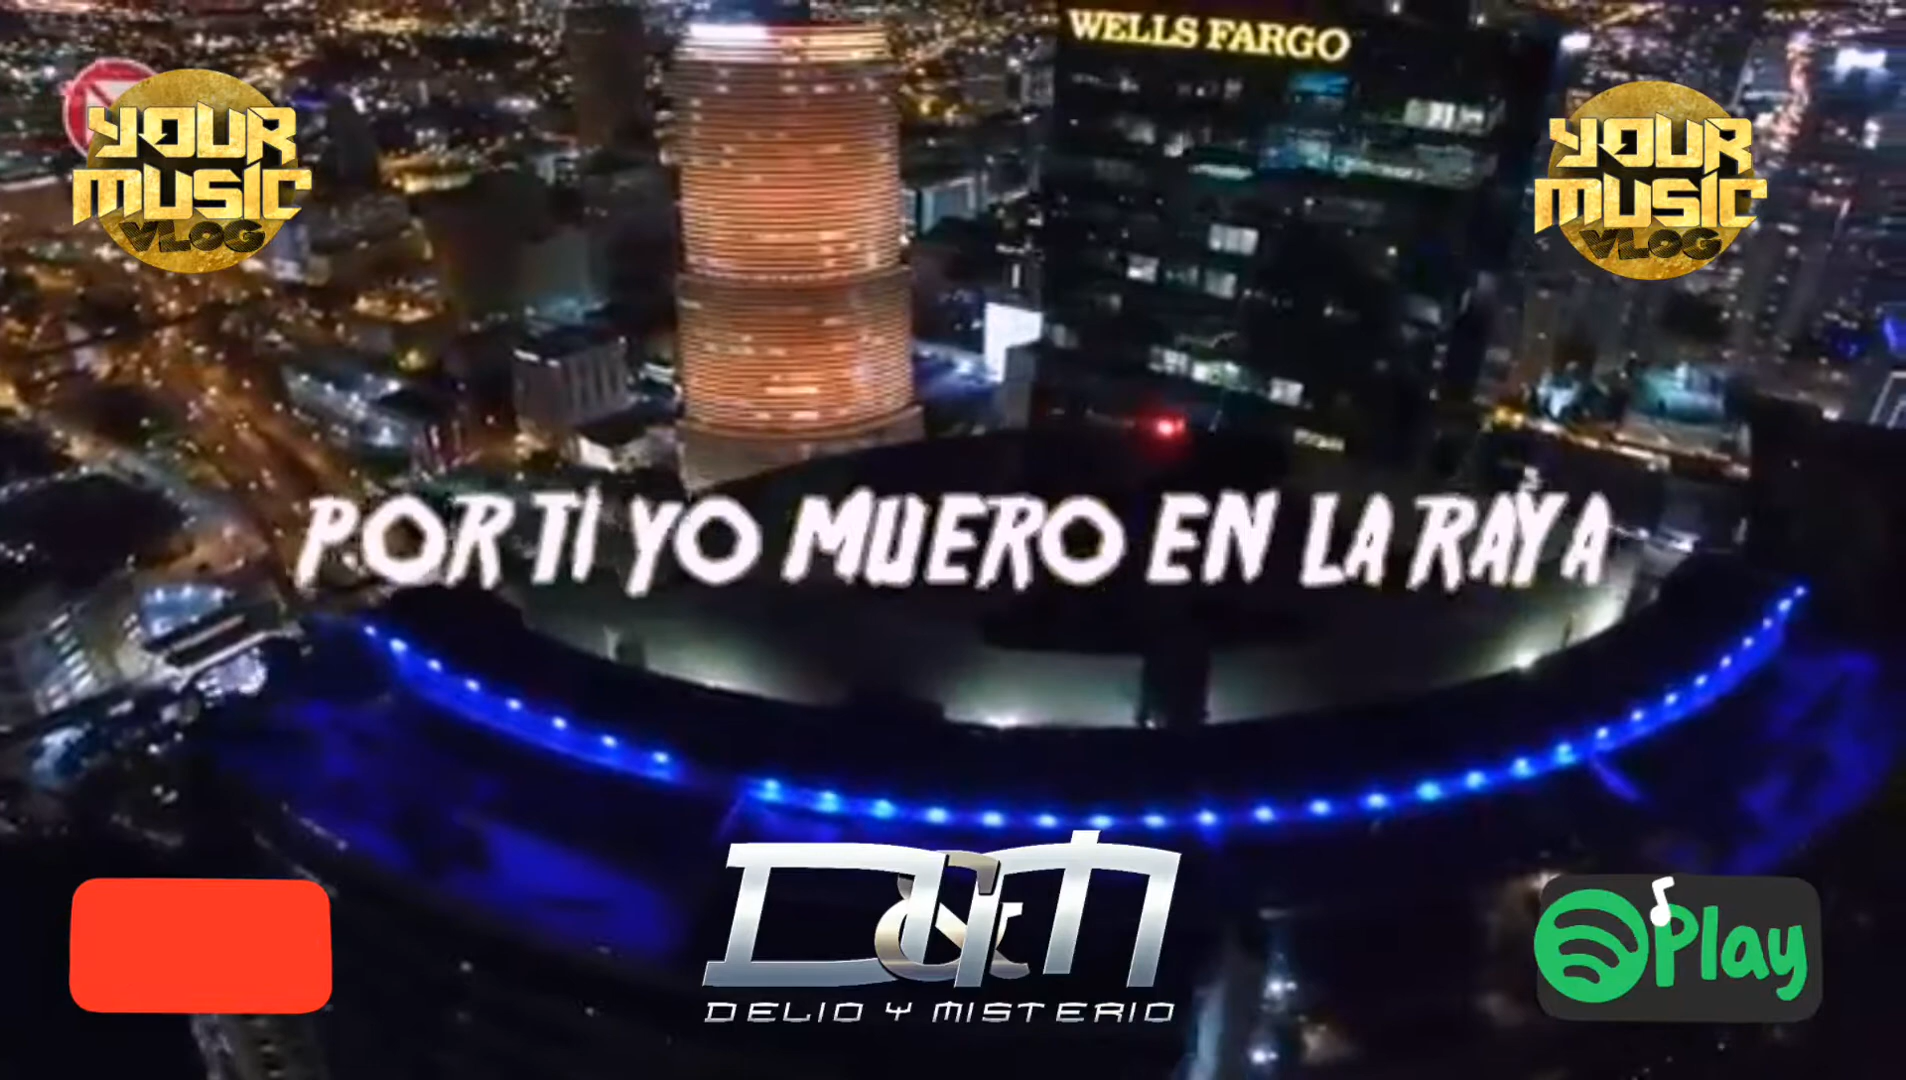 WELLS FARGO
YOUR
MUSIC
VLOG
YOUR
MUSIC
VLOG
POR TI YO MUERO EN LA RAYA
D&M
DELIO Y MISTERIO
Play